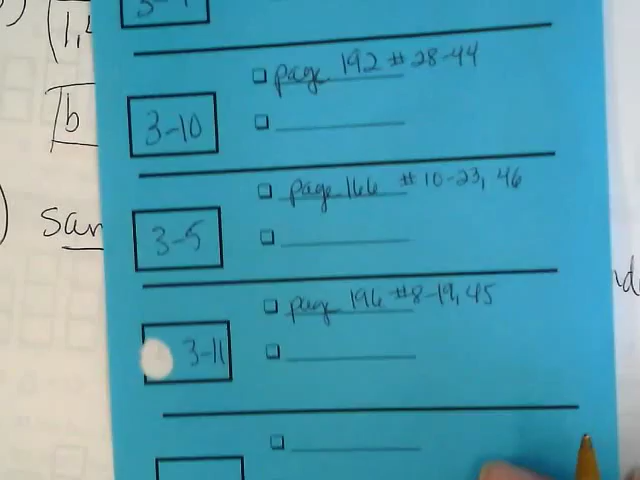 1,
page 192 # 28-44
3-10
b
page 166 # 10-23, 46
3-5
page 196 #8-19, 45
3-11